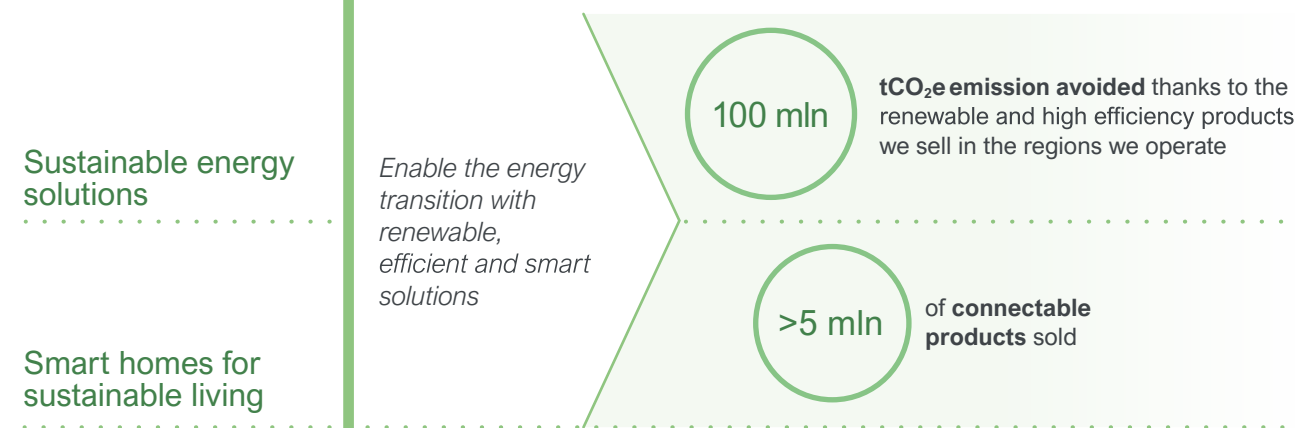 Sustainable energy
solutions
Smart homes for
sustainable living
Enable the energy
transition with
renewable,
efficient and smart
solutions
100 mln
tCO₂e emission avoided thanks to the
renewable and high efficiency products
we sell in the regions we operate
>5 mln
of connectable
products sold